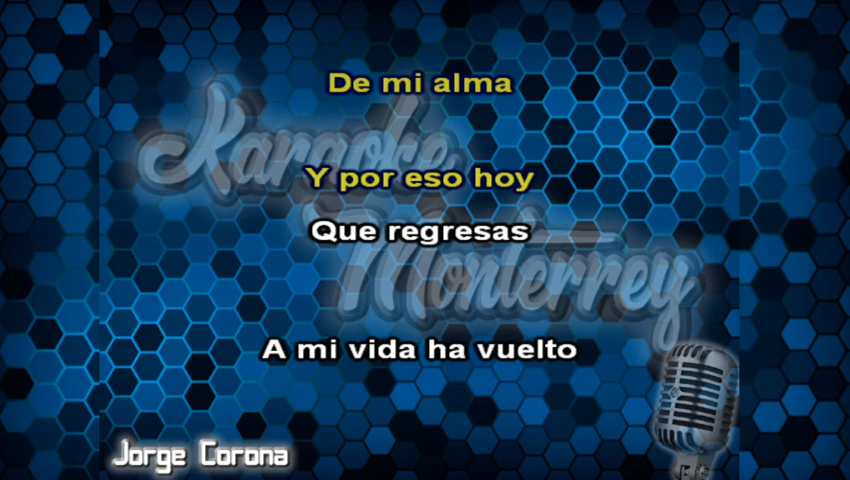 De mi alma
Karaoke
Y por eso hoy
Que regresas
Monterrey
A mi vida ha vuelto
Jorge Corona